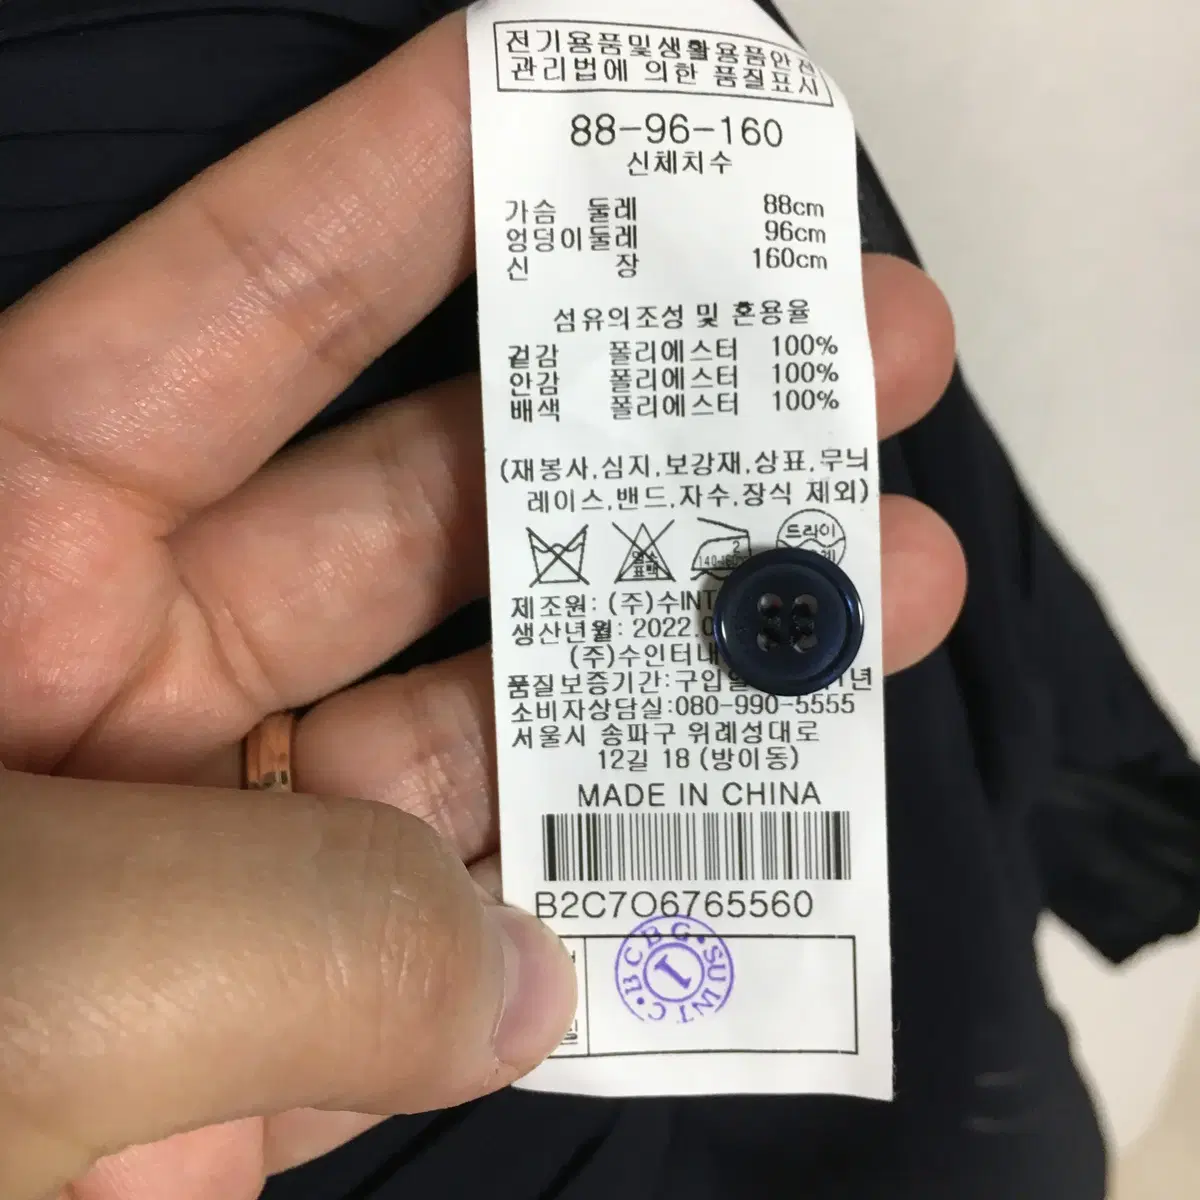 전기용품및생활용품안전
관리법에 의한 품질표시
88-96-160
신체치수
가슴 둘레 88cm
엉덩이둘레 96cm
신 장 160cm
섬유의조성 및 혼용율
겉감 폴리에스터 100%
안감 폴리에스터 100%
배색 폴리에스터 100%
(재봉사,심지,보강재,상표,무늬
레이스,밴드,자수,장식 제외)
염소
표백
2
드라이
제조원: (주)수INT
생산년월: 2022.0
(주)수인터내
품질보증기간:구입 년
소비자상담실:080-990-5555
서울시 송파구 위례성대로
12길 18 (방이동)
MADE IN CHINA
B2C7O6765560
BCBG•SUINTC•
1